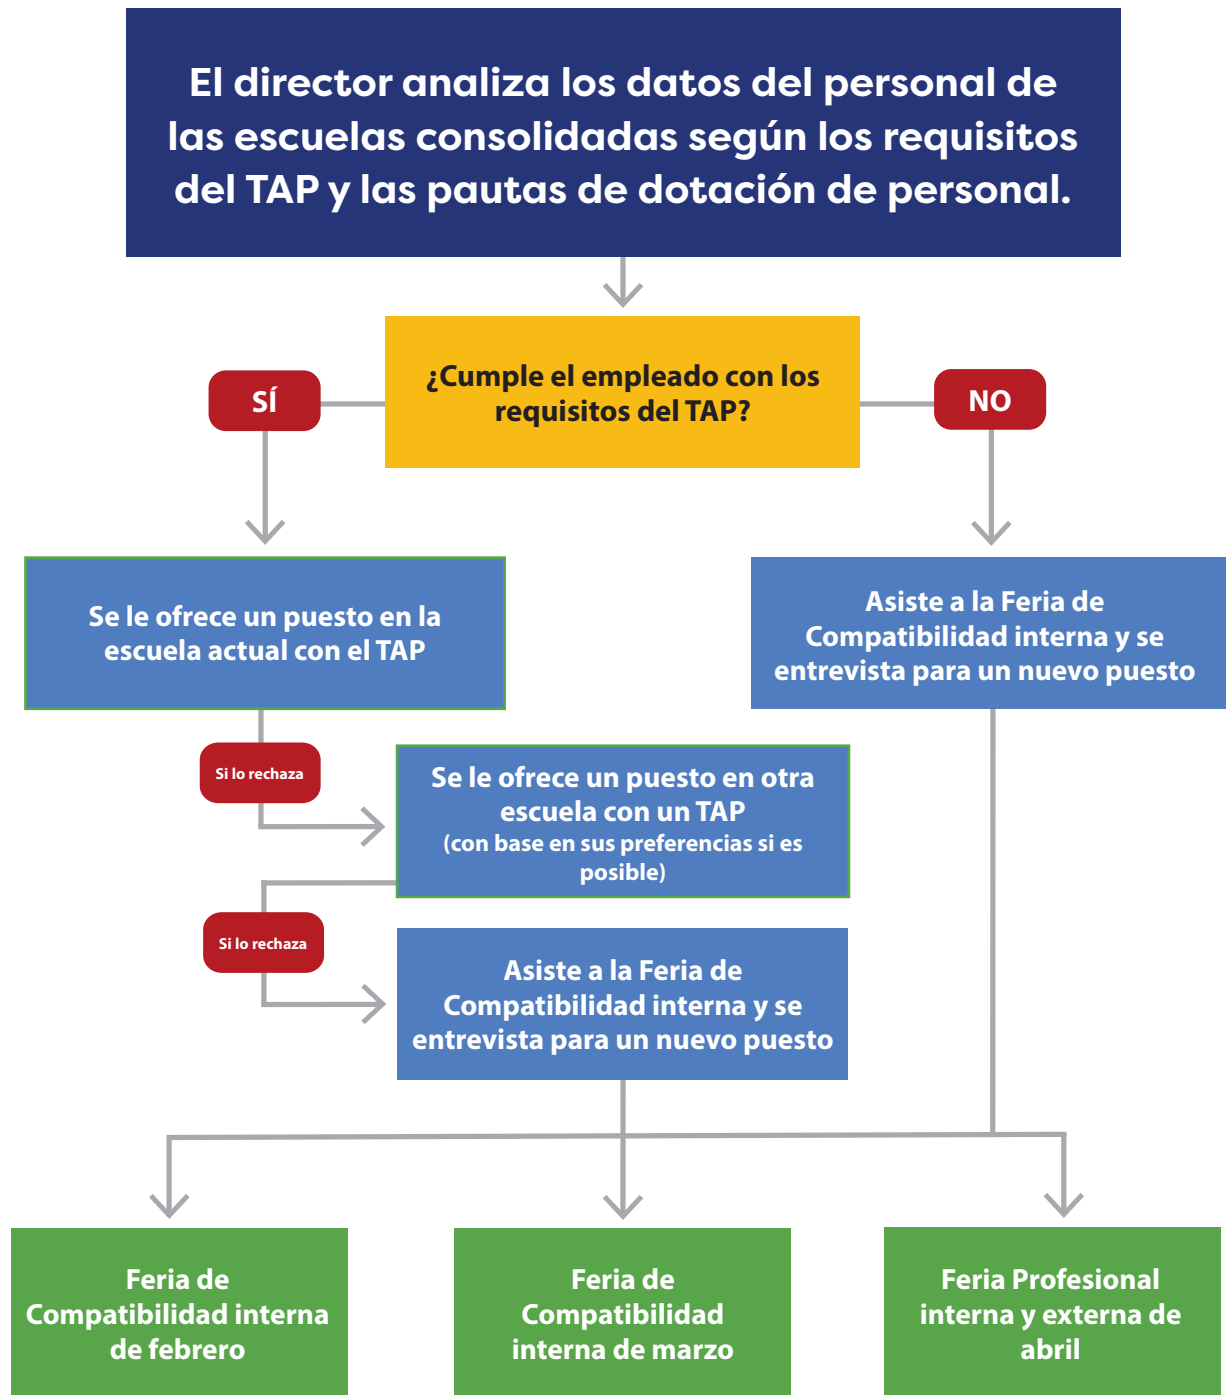 El director analiza los datos del personal de
las escuelas consolidadas según los requisitos
del TAP y las pautas de dotación de personal.
¿Cumple el empleado con los
requisitos del TAP?
SÍ
NO
Se le ofrece un puesto en la
escuela actual con el TAP
Asiste a la Feria de
Compatibilidad interna y se
entrevista para un nuevo puesto
Si lo rechaza
Se le ofrece un puesto en otra
escuela con un TAP
(con base en sus preferencias si es
posible)
Si lo rechaza
Asiste a la Feria de
Compatibilidad interna y se
entrevista para un nuevo puesto
Feria de
Compatibilidad interna
de febrero
Feria de
Compatibilidad
interna de marzo
Feria Profesional
interna y externa de
abril